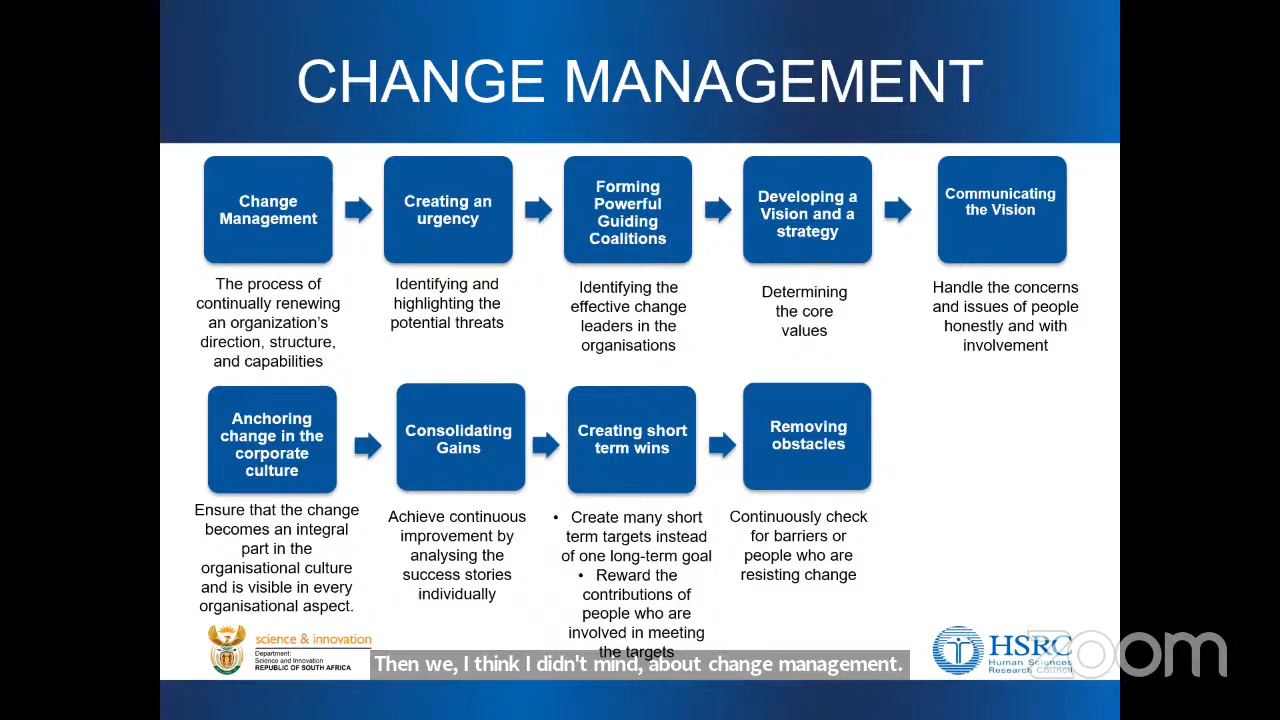 CHANGE MANAGEMENT
Change
Management
Creating an
urgency
Forming
Powerful
Guiding
Coalitions
Developing a
Vision and a
strategy
Communicating
the Vision
The process of
continually renewing
an organization's
direction, structure,
and capabilities
Identifying and
highlighting the
potential threats
Identifying the
effective change
leaders in the
organisations
Determining
the core
values
Handle the concerns
and issues of people
honestly and with
involvement
Anchoring
change in the
corporate
culture
Consolidating
Gains
Creating short
term wins
Removing
obstacles
Ensure that the change
becomes an integral
part in the
organisational culture
and is visible in every
organisational aspect.
Achieve continuous
improvement by
analysing the
success stories
individually
• Create many short
term targets instead
of one long-term goal
• Reward the
contributions of
people who are
involved in meeting
the targets
Continuously check
for barriers or
people who are
resisting change
science & innovation
Department:
Science and Innovation
REPUBLIC OF SOUTH AFRICA
HSRC
Human Sciences
Research Council
zoom
Then we, I think I didn't mind, about change management.